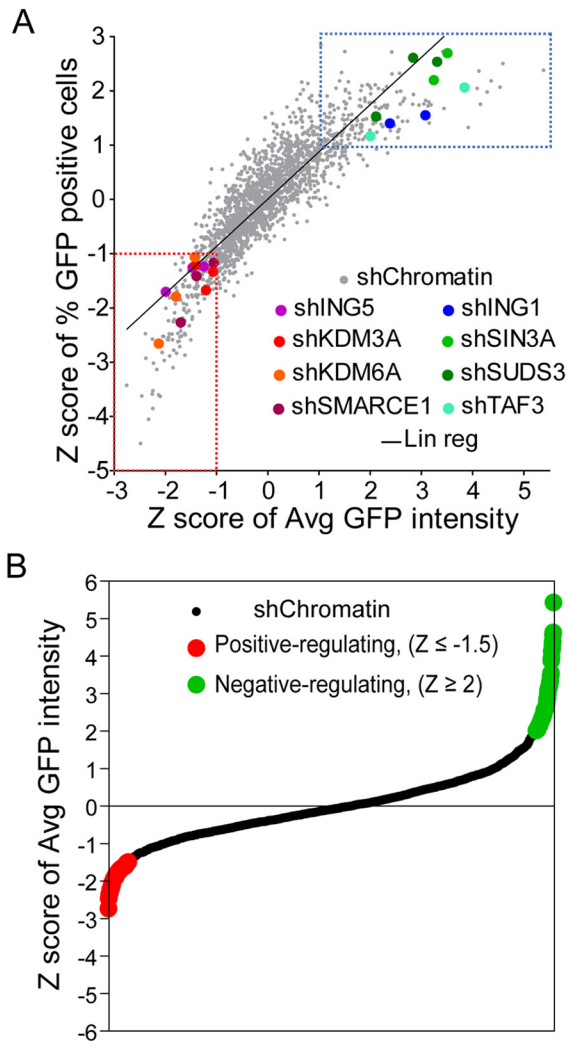 A
Z score of % GFP positive cells
3
2
1
0
-1
-2
-3
-4
-5
shChromatin
shING5 shING1
shKDM3A shSIN3A
shKDM6A shSUDS3
shSMARCE1 shTAF3
Lin reg
-3 -2 -1 0 1 2 3 4 5
Z score of Avg GFP intensity
B
Z score of Avg GFP intensity
6
5
4
3
2
1
0
-1
-2
-3
-4
-5
-6
shChromatin
Positive-regulating, (Z ≤ -1.5)
Negative-regulating, (Z ≥ 2)